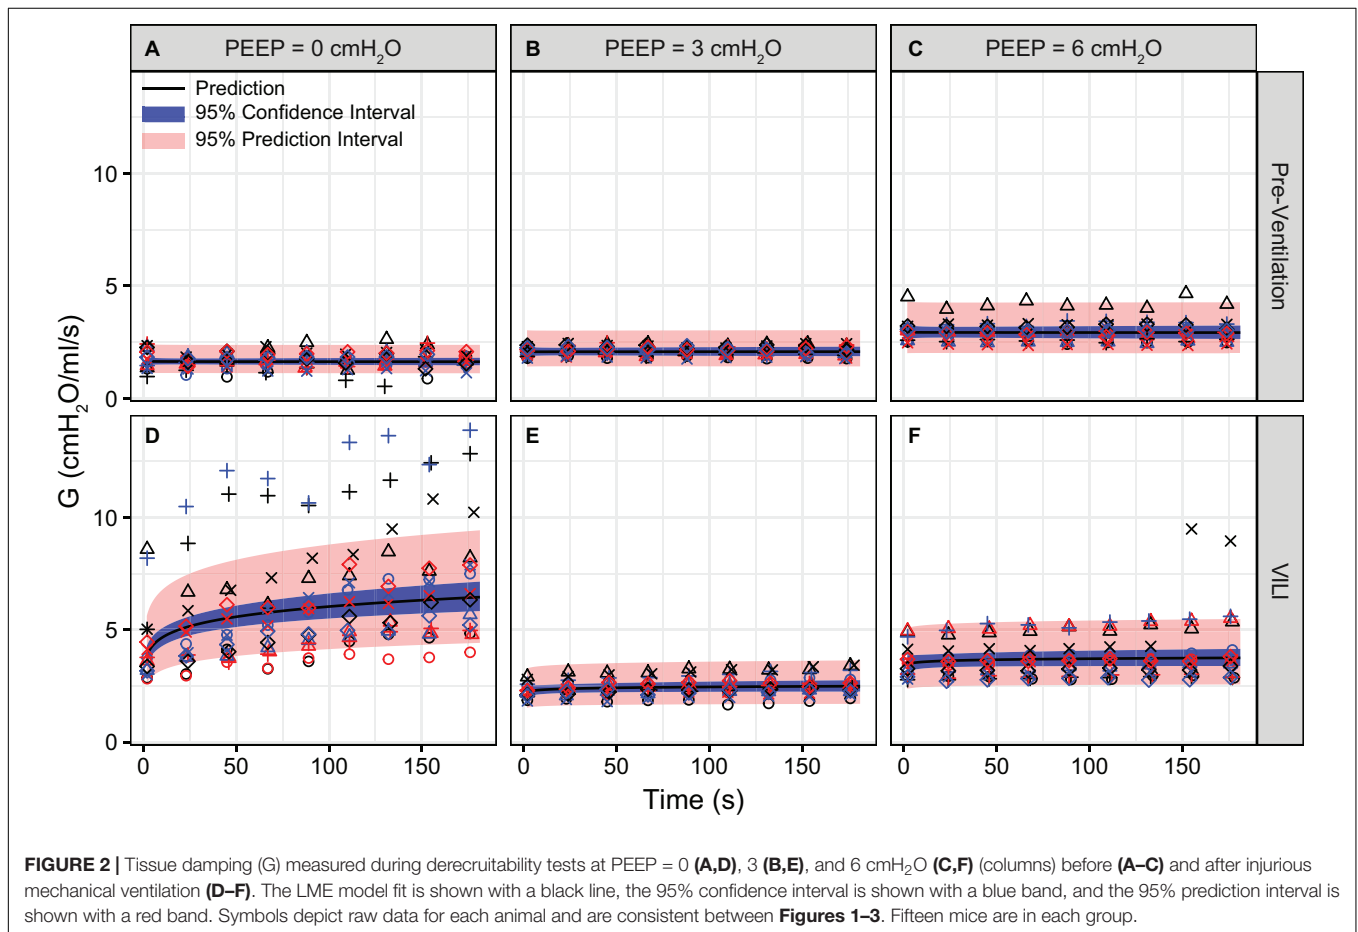 A PEEP = 0 cmH₂O
B PEEP = 3 cmH₂O
C PEEP = 6 cmH₂O
Prediction
95% Confidence Interval
95% Prediction Interval
Pre-Ventilation
10
5
0
D
E
F
VILI
10
5
0
G (cmH₂O/ml/s)
0 50 100 150
0 50 100 150
0 50 100 150
Time (s)
FIGURE 2 | Tissue damping (G) measured during derecruitability tests at PEEP = 0 (A,D), 3 (B,E), and 6 cmH₂O (C,F) (columns) before (A–C) and after injurious
mechanical ventilation (D–F). The LME model fit is shown with a black line, the 95% confidence interval is shown with a blue band, and the 95% prediction interval is
shown with a red band. Symbols depict raw data for each animal and are consistent between Figures 1–3. Fifteen mice are in each group.